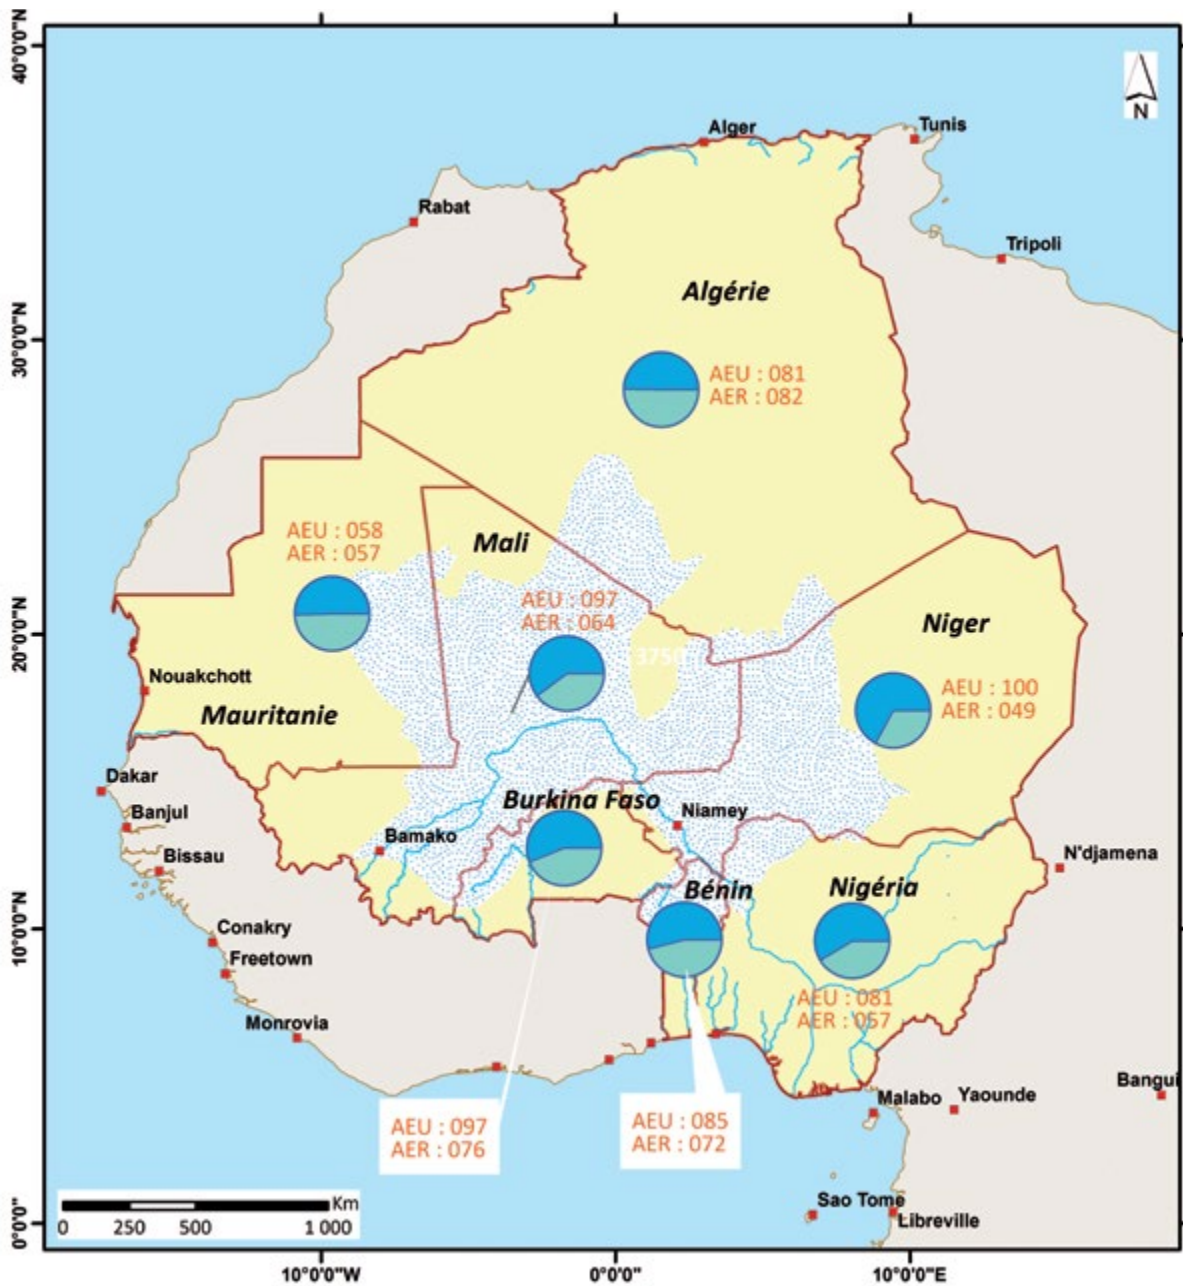 40°0'0"N
N
Alger
Tunis
Rabat
Tripoli
Algérie
30°0'0"N
AEU : 081
AER : 082
AEU : 058
AER : 057
Mali
AEU : 097
AER : 064
Niger
20°0'0"N
3750
Nouakchott
AEU : 100
AER : 049
Mauritanie
Dakar
Burkina Faso
Niamey
Banjul
Bamako
Bissau
N'djamena
Bénin
Nigéria
10°0'0"N
Conakry
Freetown
AEU : 081
AER : 057
Monrovia
Bangui
Malabo
Yaounde
AEU : 097
AER : 076
AEU : 085
AER : 072
Km
0 250 500 1 000
Sao Tome
Libreville
0°0'0"
10°0'0"W
0°0'0"
10°0'0"E